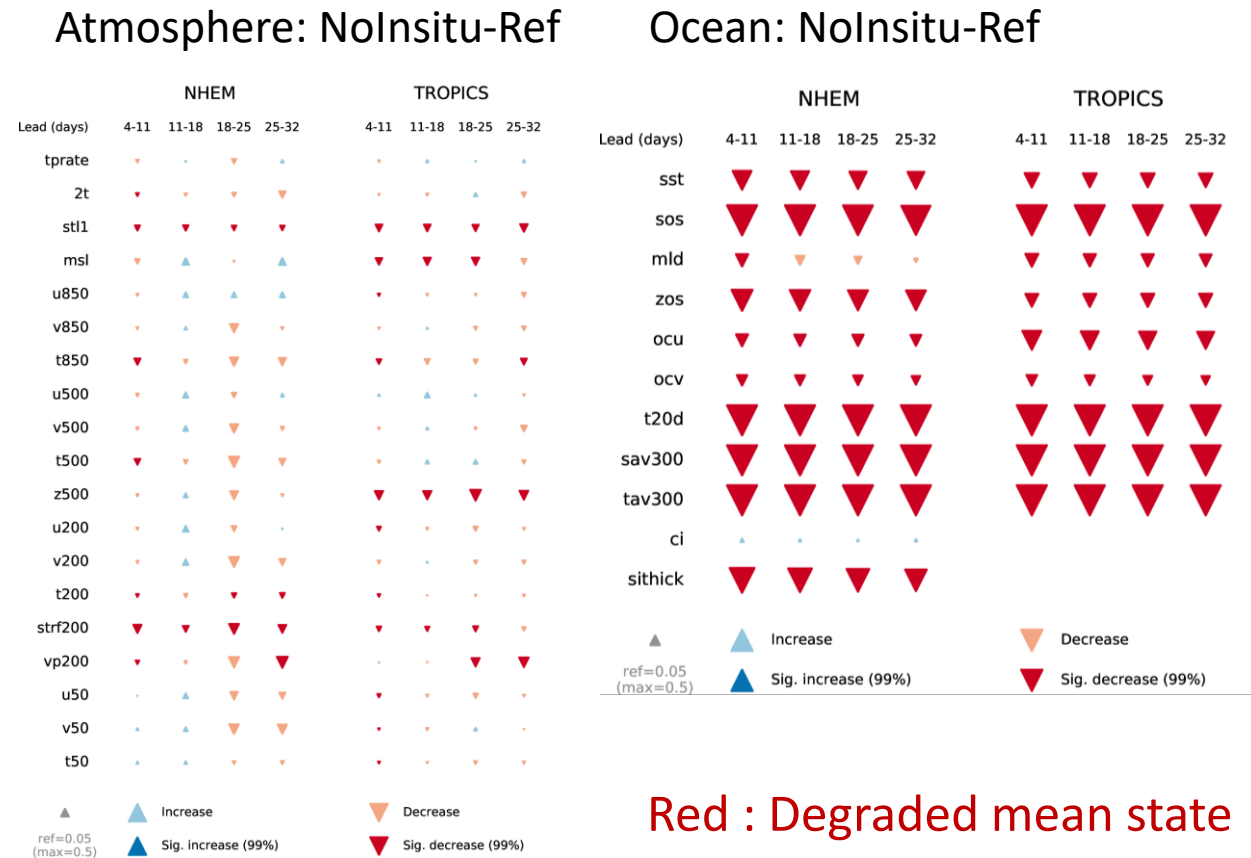 Atmosphere: NoInsitu-Ref
NHEM TROPICS
Lead (days) 4-11 11-18 18-25 25-32 4-11 11-18 18-25 25-32
tprate
2t
stl1
msl
u850
v850
t850
u500
v500
t500
z500
u200
v200
t200
strf200
vp200
u50
v50
t50
ref=0.05
(max=0.5)
Increase
Decrease
Sig. increase (99%)
Sig. decrease (99%)
Ocean: NoInsitu-Ref
NHEM TROPICS
Lead (days) 4-11 11-18 18-25 25-32 4-11 11-18 18-25 25-32
sst
sos
mld
zos
ocu
ocv
t20d
sav300
tav300
ci
sithick
ref=0.05
(max=0.5)
Increase
Decrease
Sig. increase (99%)
Sig. decrease (99%)
Red : Degraded mean state